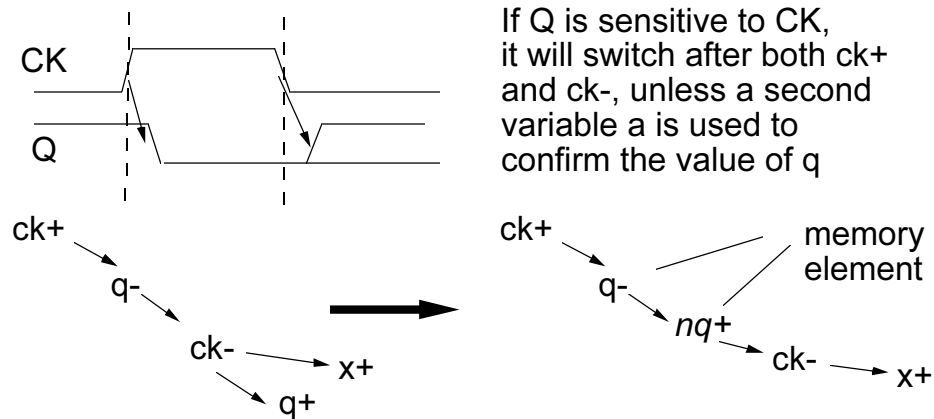 CK
Q
If Q is sensitive to CK,
it will switch after both ck+
and ck-, unless a second
variable a is used to
confirm the value of q
ck+
q-
ck-
x+
q+
ck+
q-
nq+
ck-
x+
memory
element